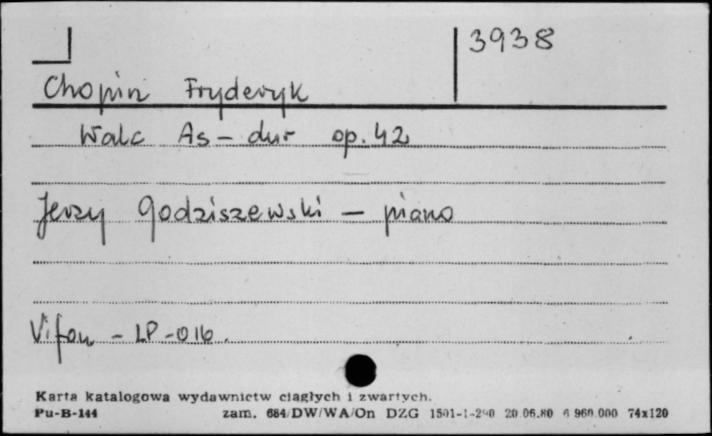 3938
Chopin Fryderyk
Walc As-dur op. 42
Jerzy Godziszewski – piano
Vifon - LP-016.
Karta katalogowa wydawnictw ciągłych i zwartych.
Pu-B-144 zam. 684/DW/WA/On DZG 1501-1-240 20.06.80 6 960.000 74x120